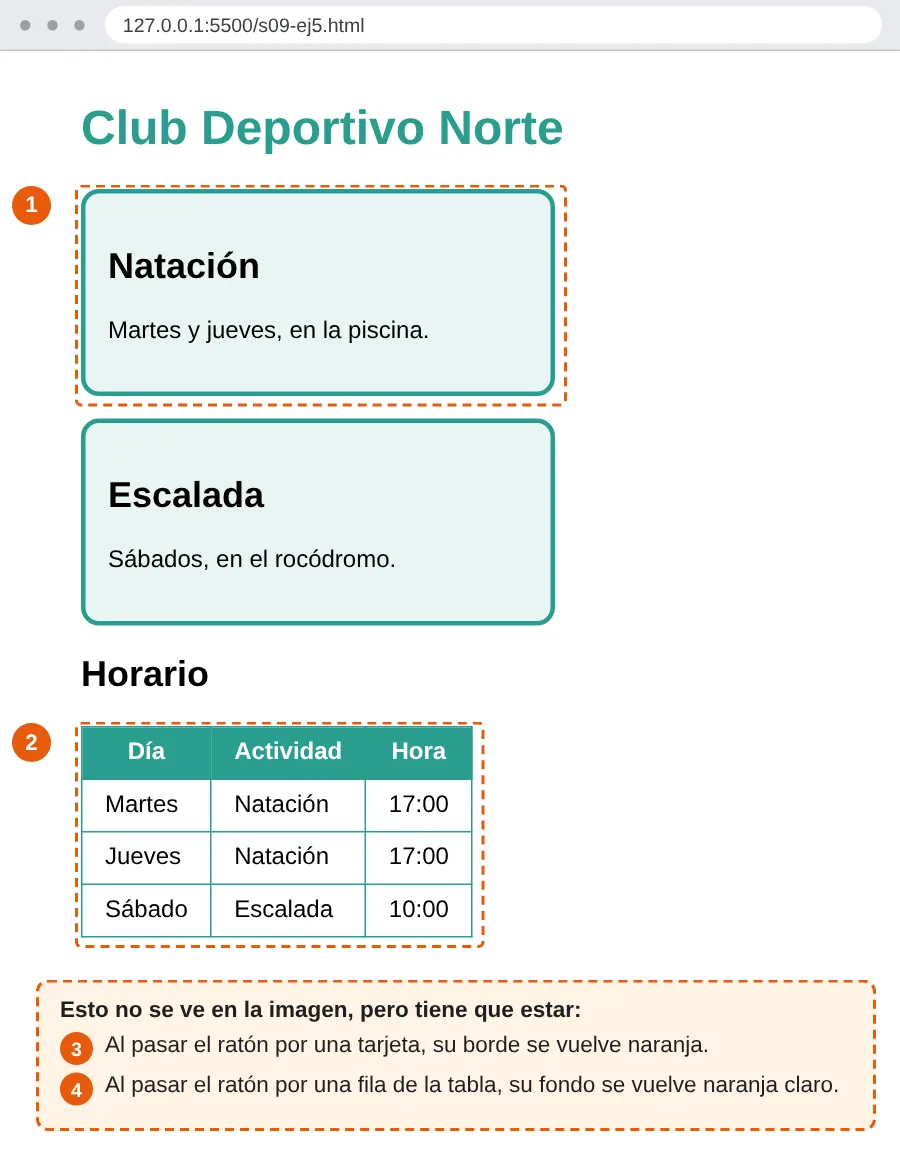 127.0.0.1:5500/s09-ej5.html
Club Deportivo Norte
1
Natación
Martes y jueves, en la piscina.
Escalada
Sábados, en el rocódromo.
Horario
2
Día Actividad Hora
Martes Natación 17:00
Jueves Natación 17:00
Sábado Escalada 10:00
Esto no se ve en la imagen, pero tiene que estar:
3 Al pasar el ratón por una tarjeta, su borde se vuelve naranja.
4 Al pasar el ratón por una fila de la tabla, su fondo se vuelve naranja claro.